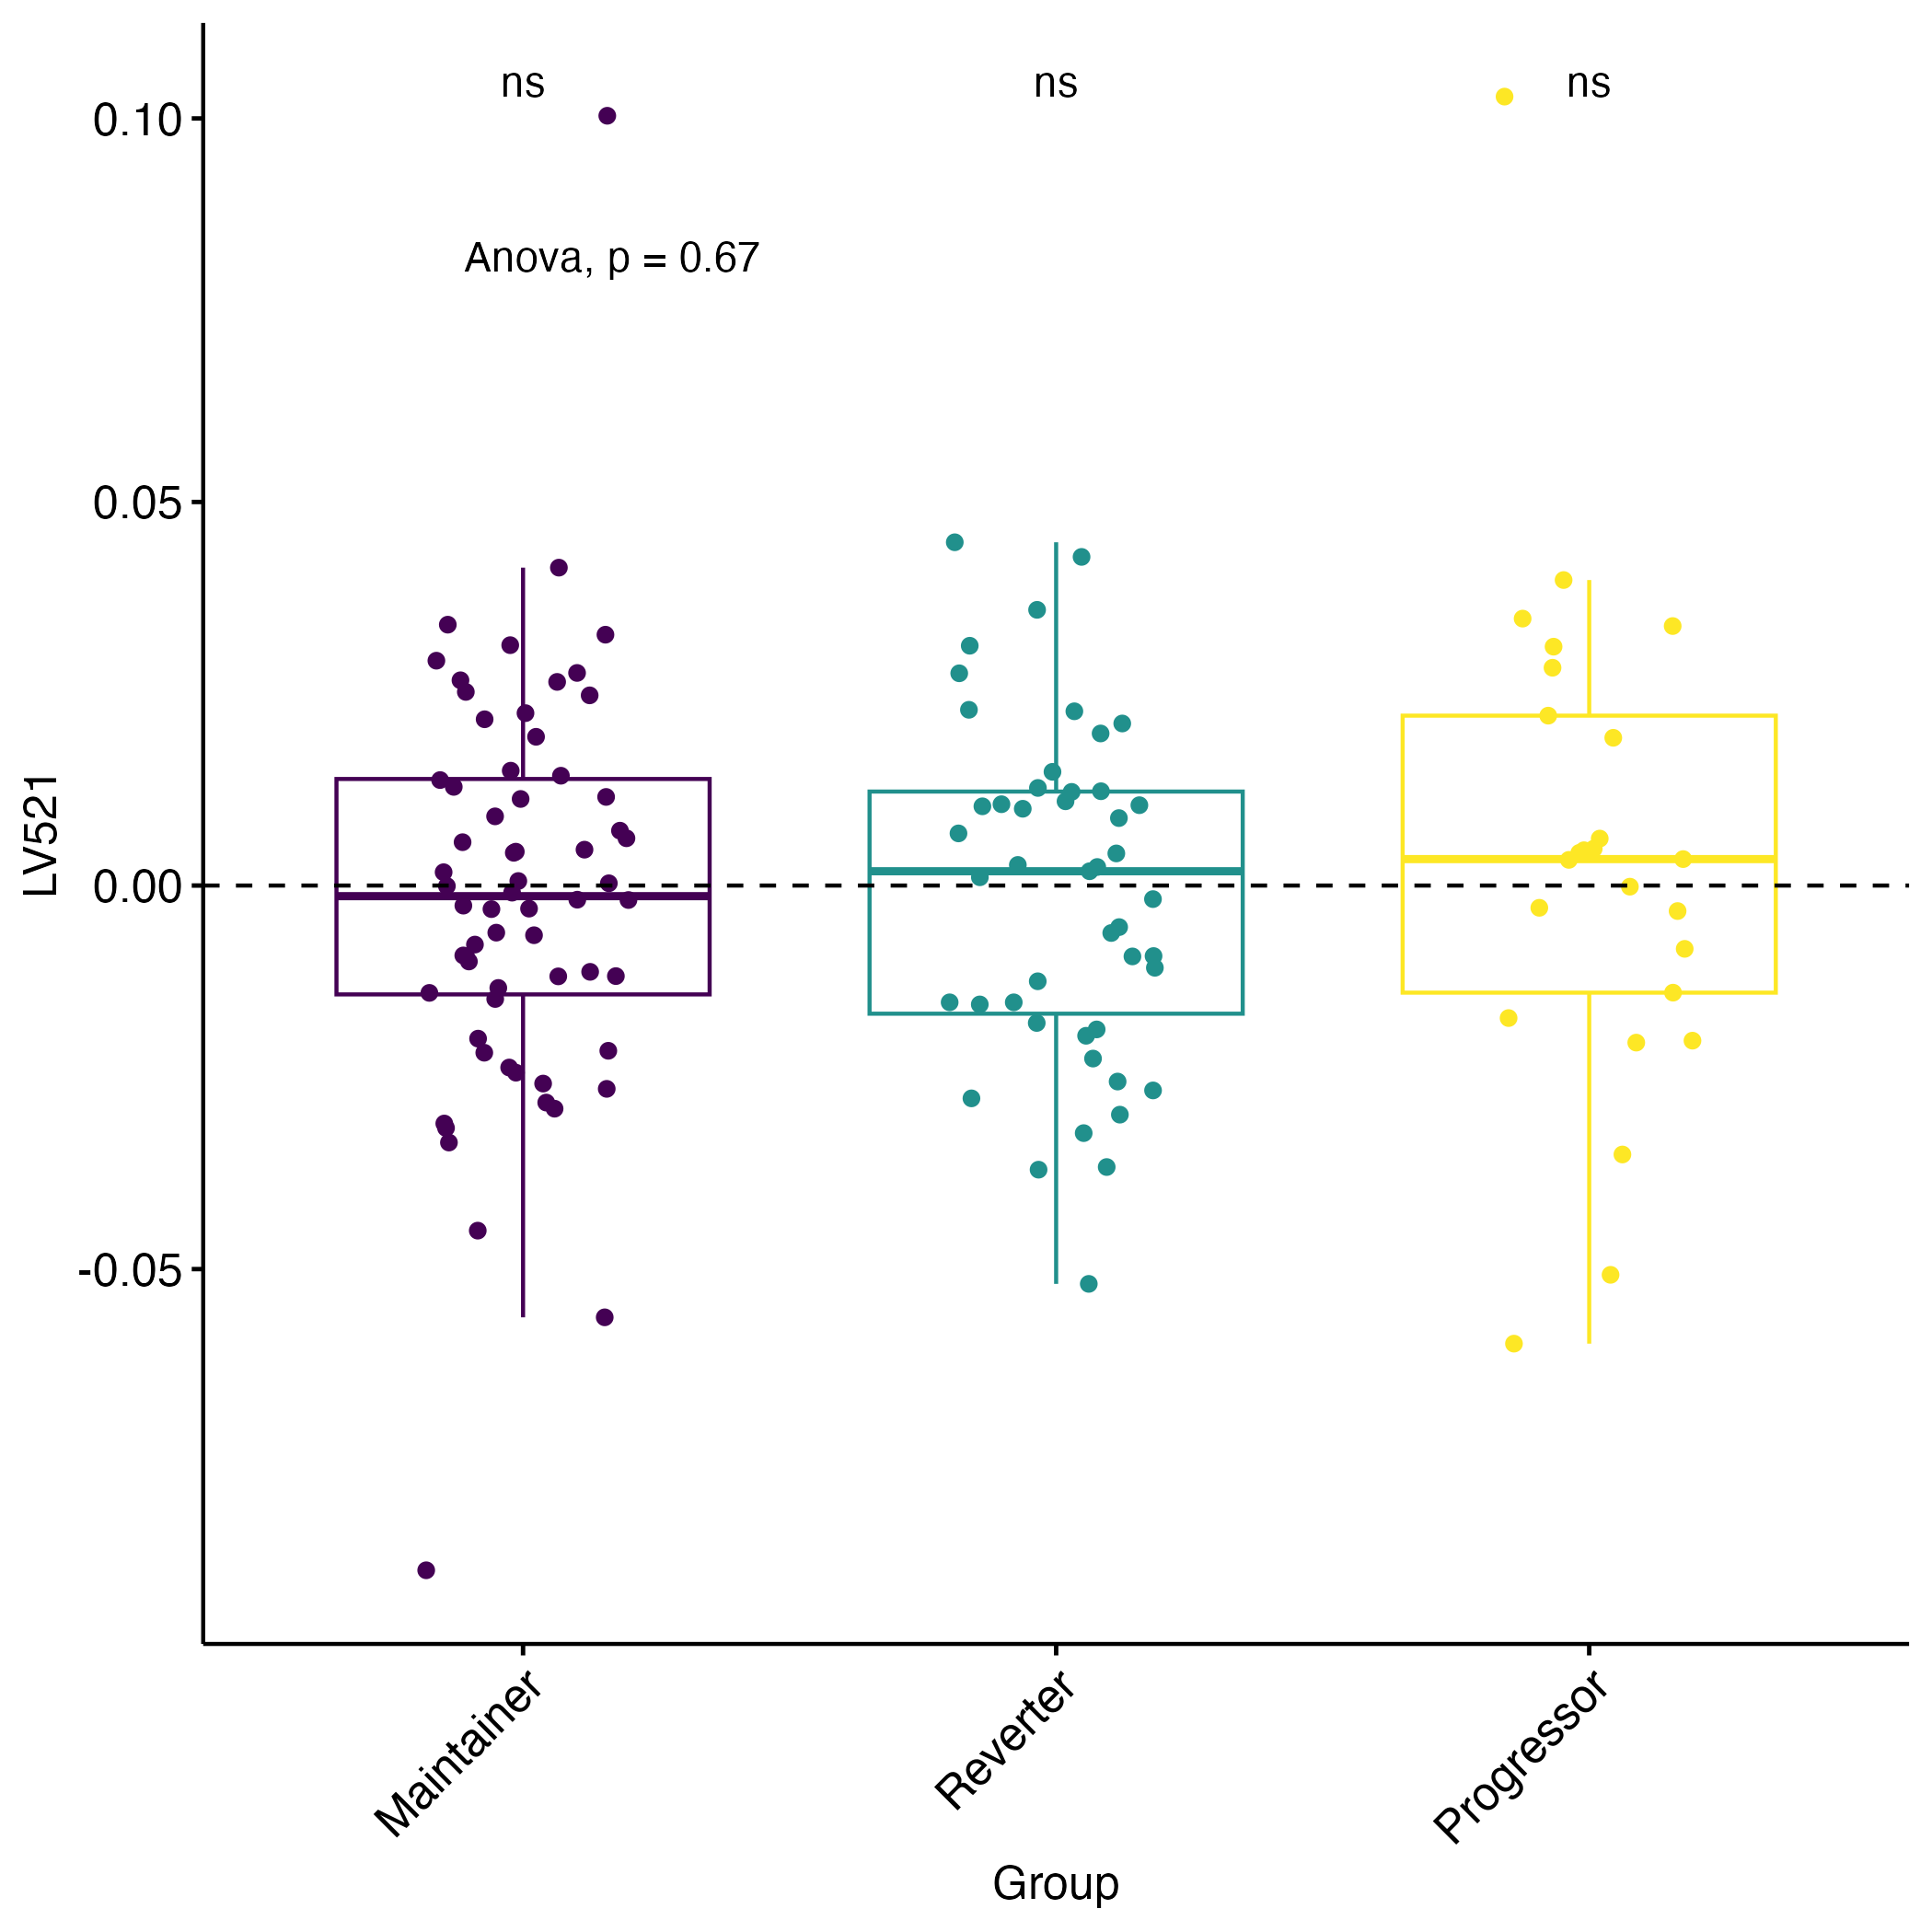 ns ns ns
0.10
Anova, p = 0.67
0.05
LV521
0.00
-0.05
Maintainer
Reverter
Progressor
Group